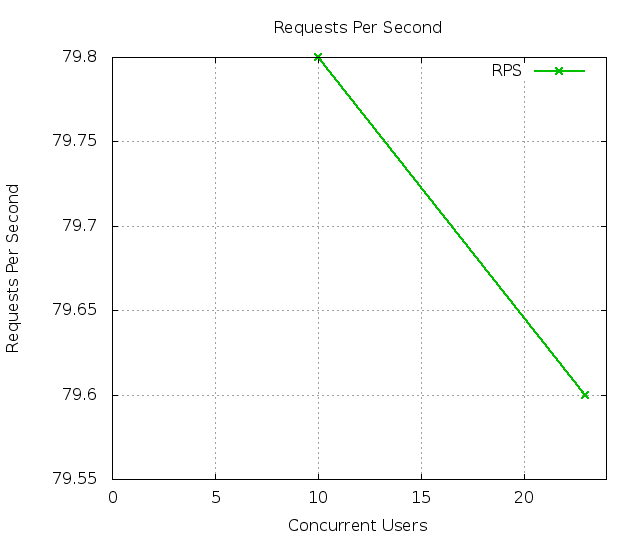 Requests Per Second
RPS
79.8
79.75
79.7
79.65
79.6
79.55
Requests Per Second
0 5 10 15 20
Concurrent Users